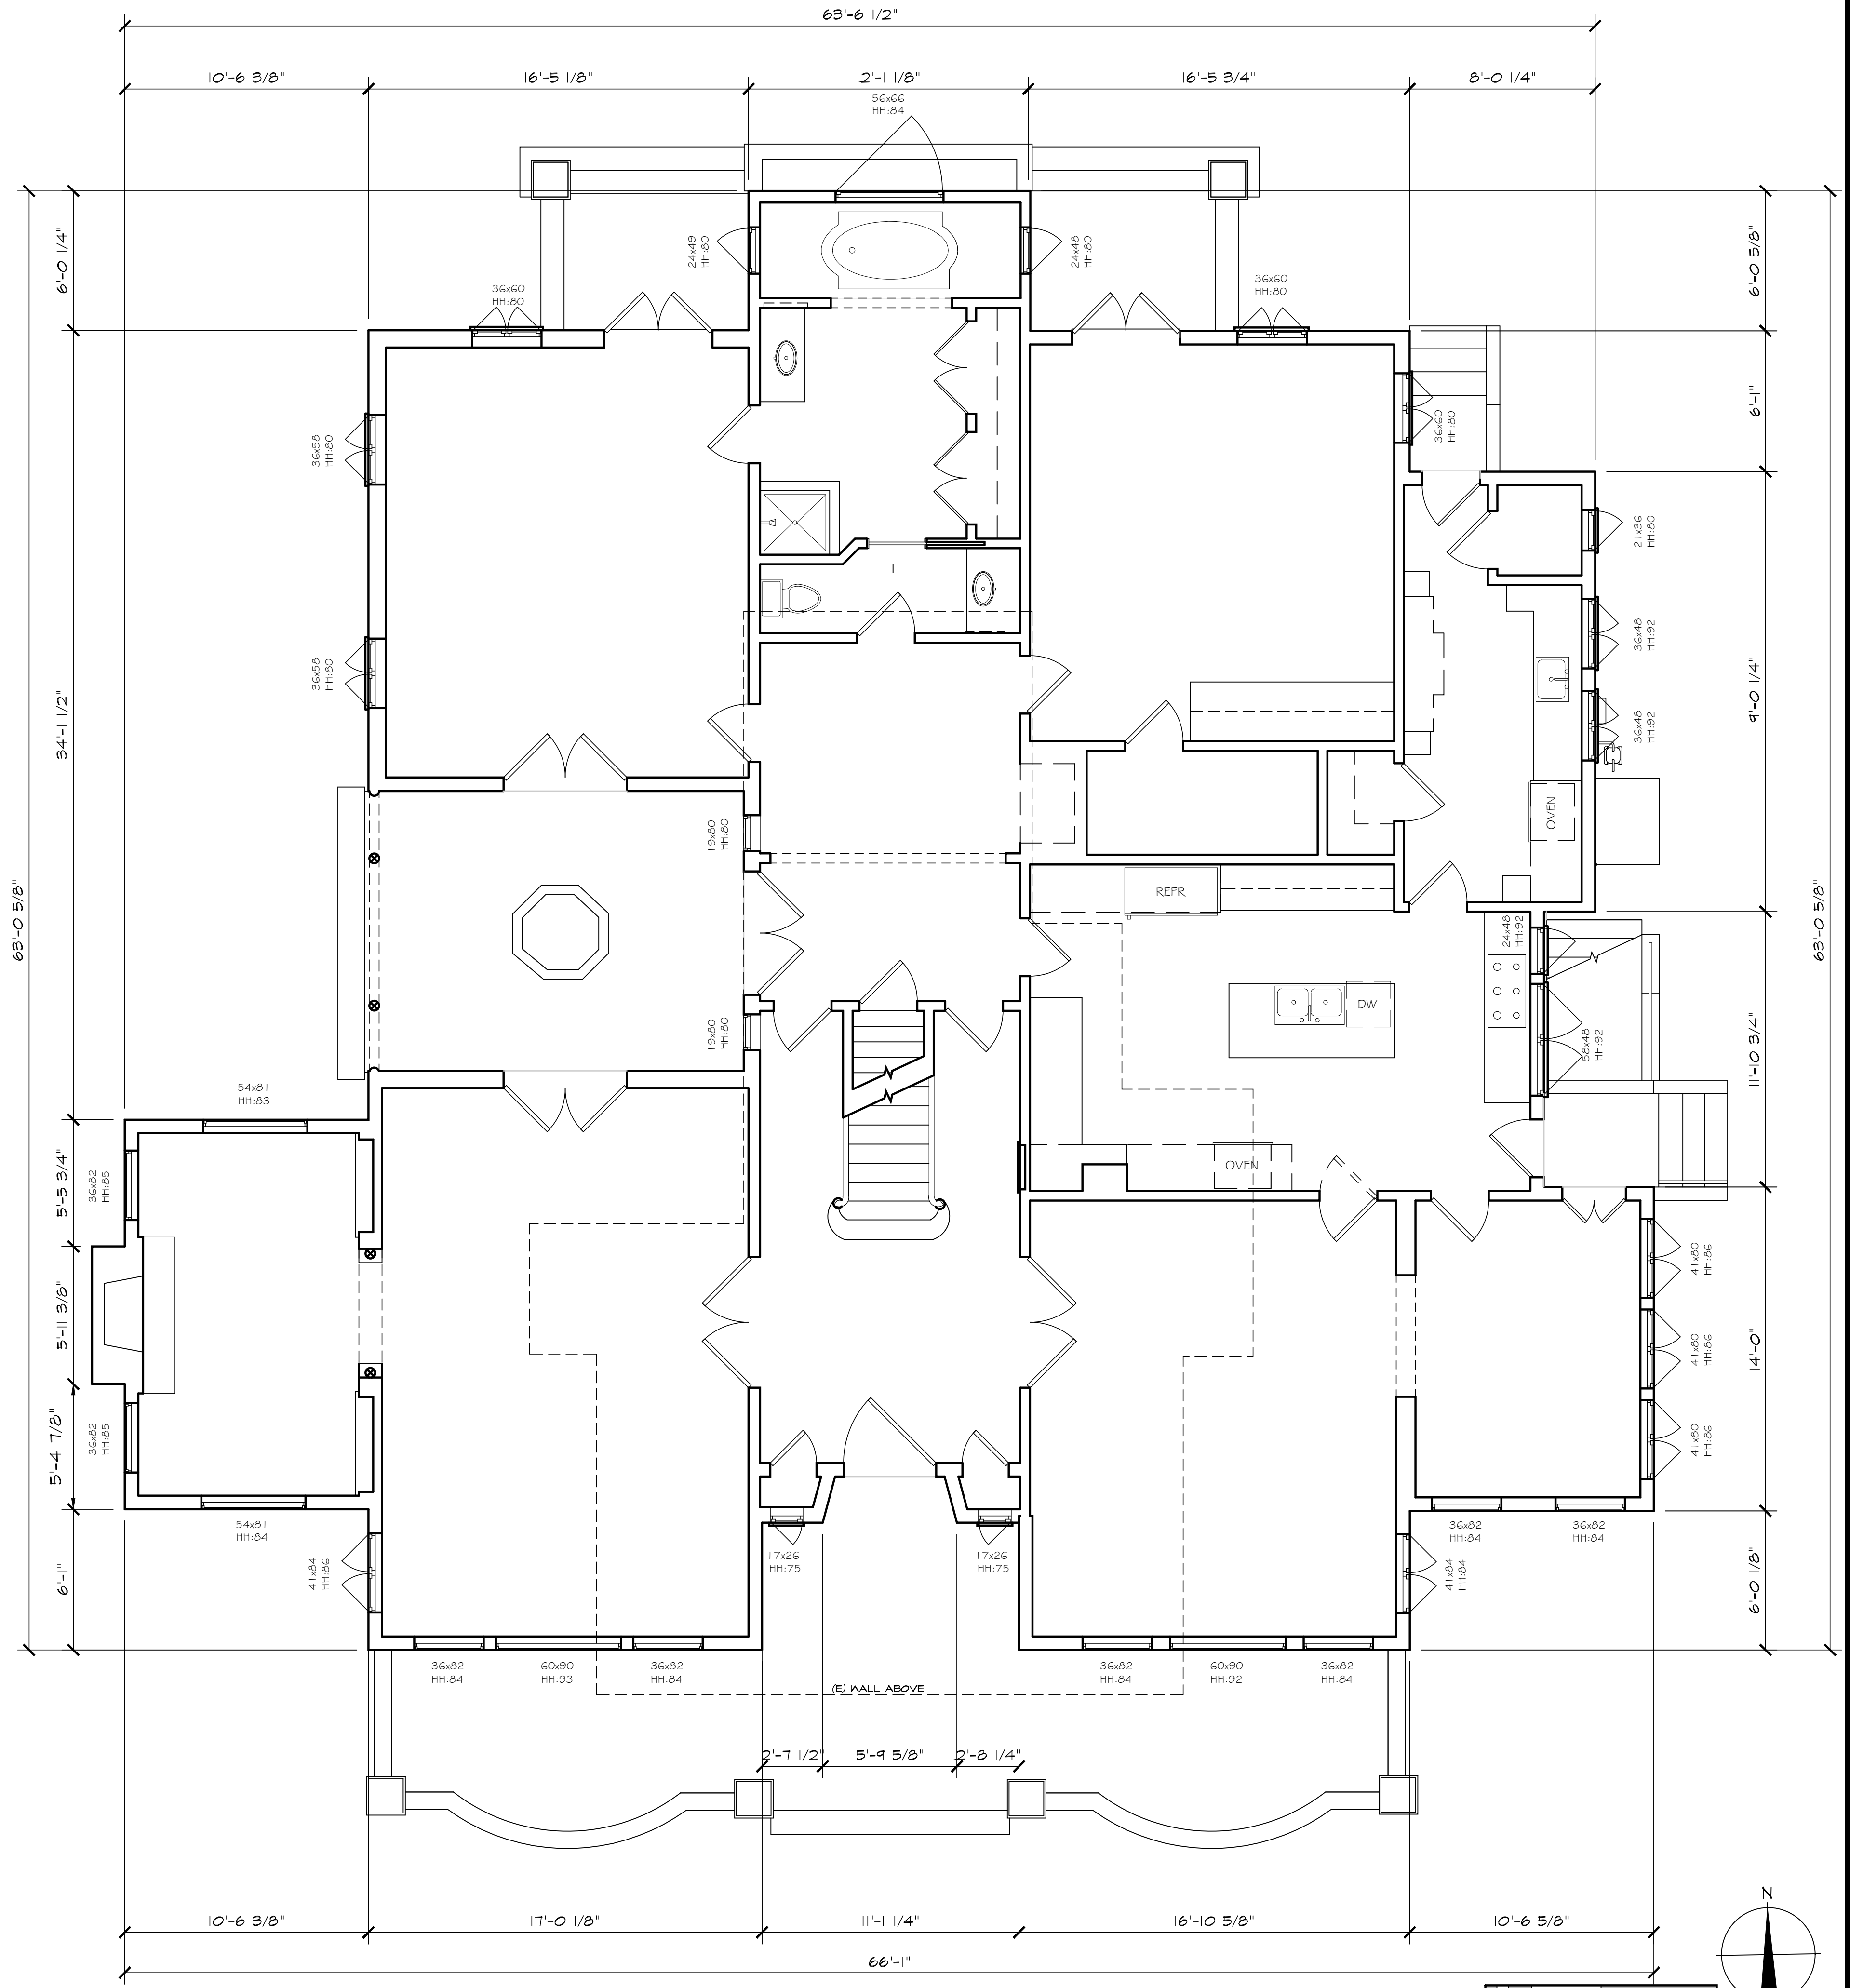 63'-6 1/2"
10'-6 3/8"
16'-5 1/8"
12'-1 1/8"
16'-5 3/4"
8'-0 1/4"
56x66
HH:84
6'-0 1/4"
24x49
HH:80
24x48
HH:80
6'-0 5/8"
36x60
HH:80
36x60
HH:80
36x58
HH:80
36x60
HH:80
6'-1"
21x36
HH:80
36x58
HH:80
36x48
HH:92
34'-1 1/2"
36x48
HH:92
19'-0 1/4"
19x80
HH:80
OVEN
REFR
63'-0 5/8"
63'-0 5/8"
24x48
HH:92
DW
19x80
HH:80
58x48
HH:92
11'-10 3/4"
54x81
HH:83
5'-5 3/4"
36x82
HH:85
OVEN
41x80
HH:86
5'-11 3/8"
41x80
HH:86
14'-0"
5'-4 7/8"
36x82
HH:85
41x80
HH:86
54x81
HH:84
36x82
HH:84
36x82
HH:84
17x26
HH:75
17x26
HH:75
6'-1"
41x84
HH:86
41x84
HH:84
6'-0 1/8"
36x82
HH:84
60x90
HH:93
36x82
HH:84
36x82
HH:84
60x90
HH:92
36x82
HH:84
(E) WALL ABOVE
2'-7 1/2"
5'-9 5/8"
2'-8 1/4"
N
10'-6 3/8"
17'-0 1/8"
11'-1 1/4"
16'-10 5/8"
10'-6 5/8"
66'-1"